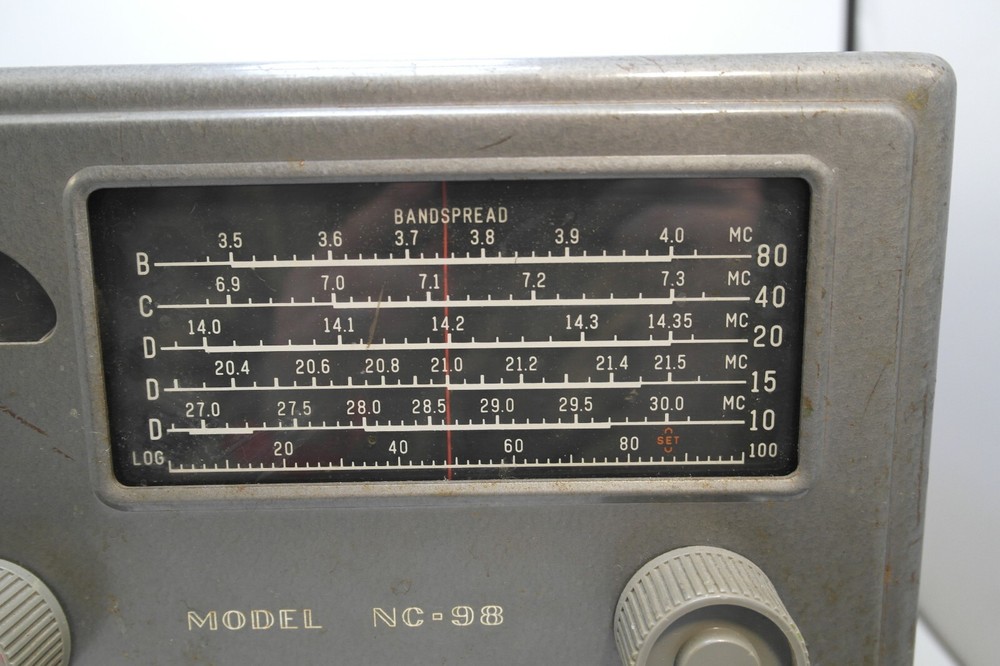 BANDSPREAD
3.5 3.6 3.7 3.8 3.9 4.0 MC
B 80
6.9 7.0 7.1 7.2 7.3 MC
C 40
14.0 14.1 14.2 14.3 14.35 MC
D 20
20.4 20.6 20.8 21.0 21.2 21.4 21.5 MC
D 15
27.0 27.5 28.0 28.5 29.0 29.5 30.0 MC
D 10
SET
LOG 20 40 60 80 100
MODEL NC-98